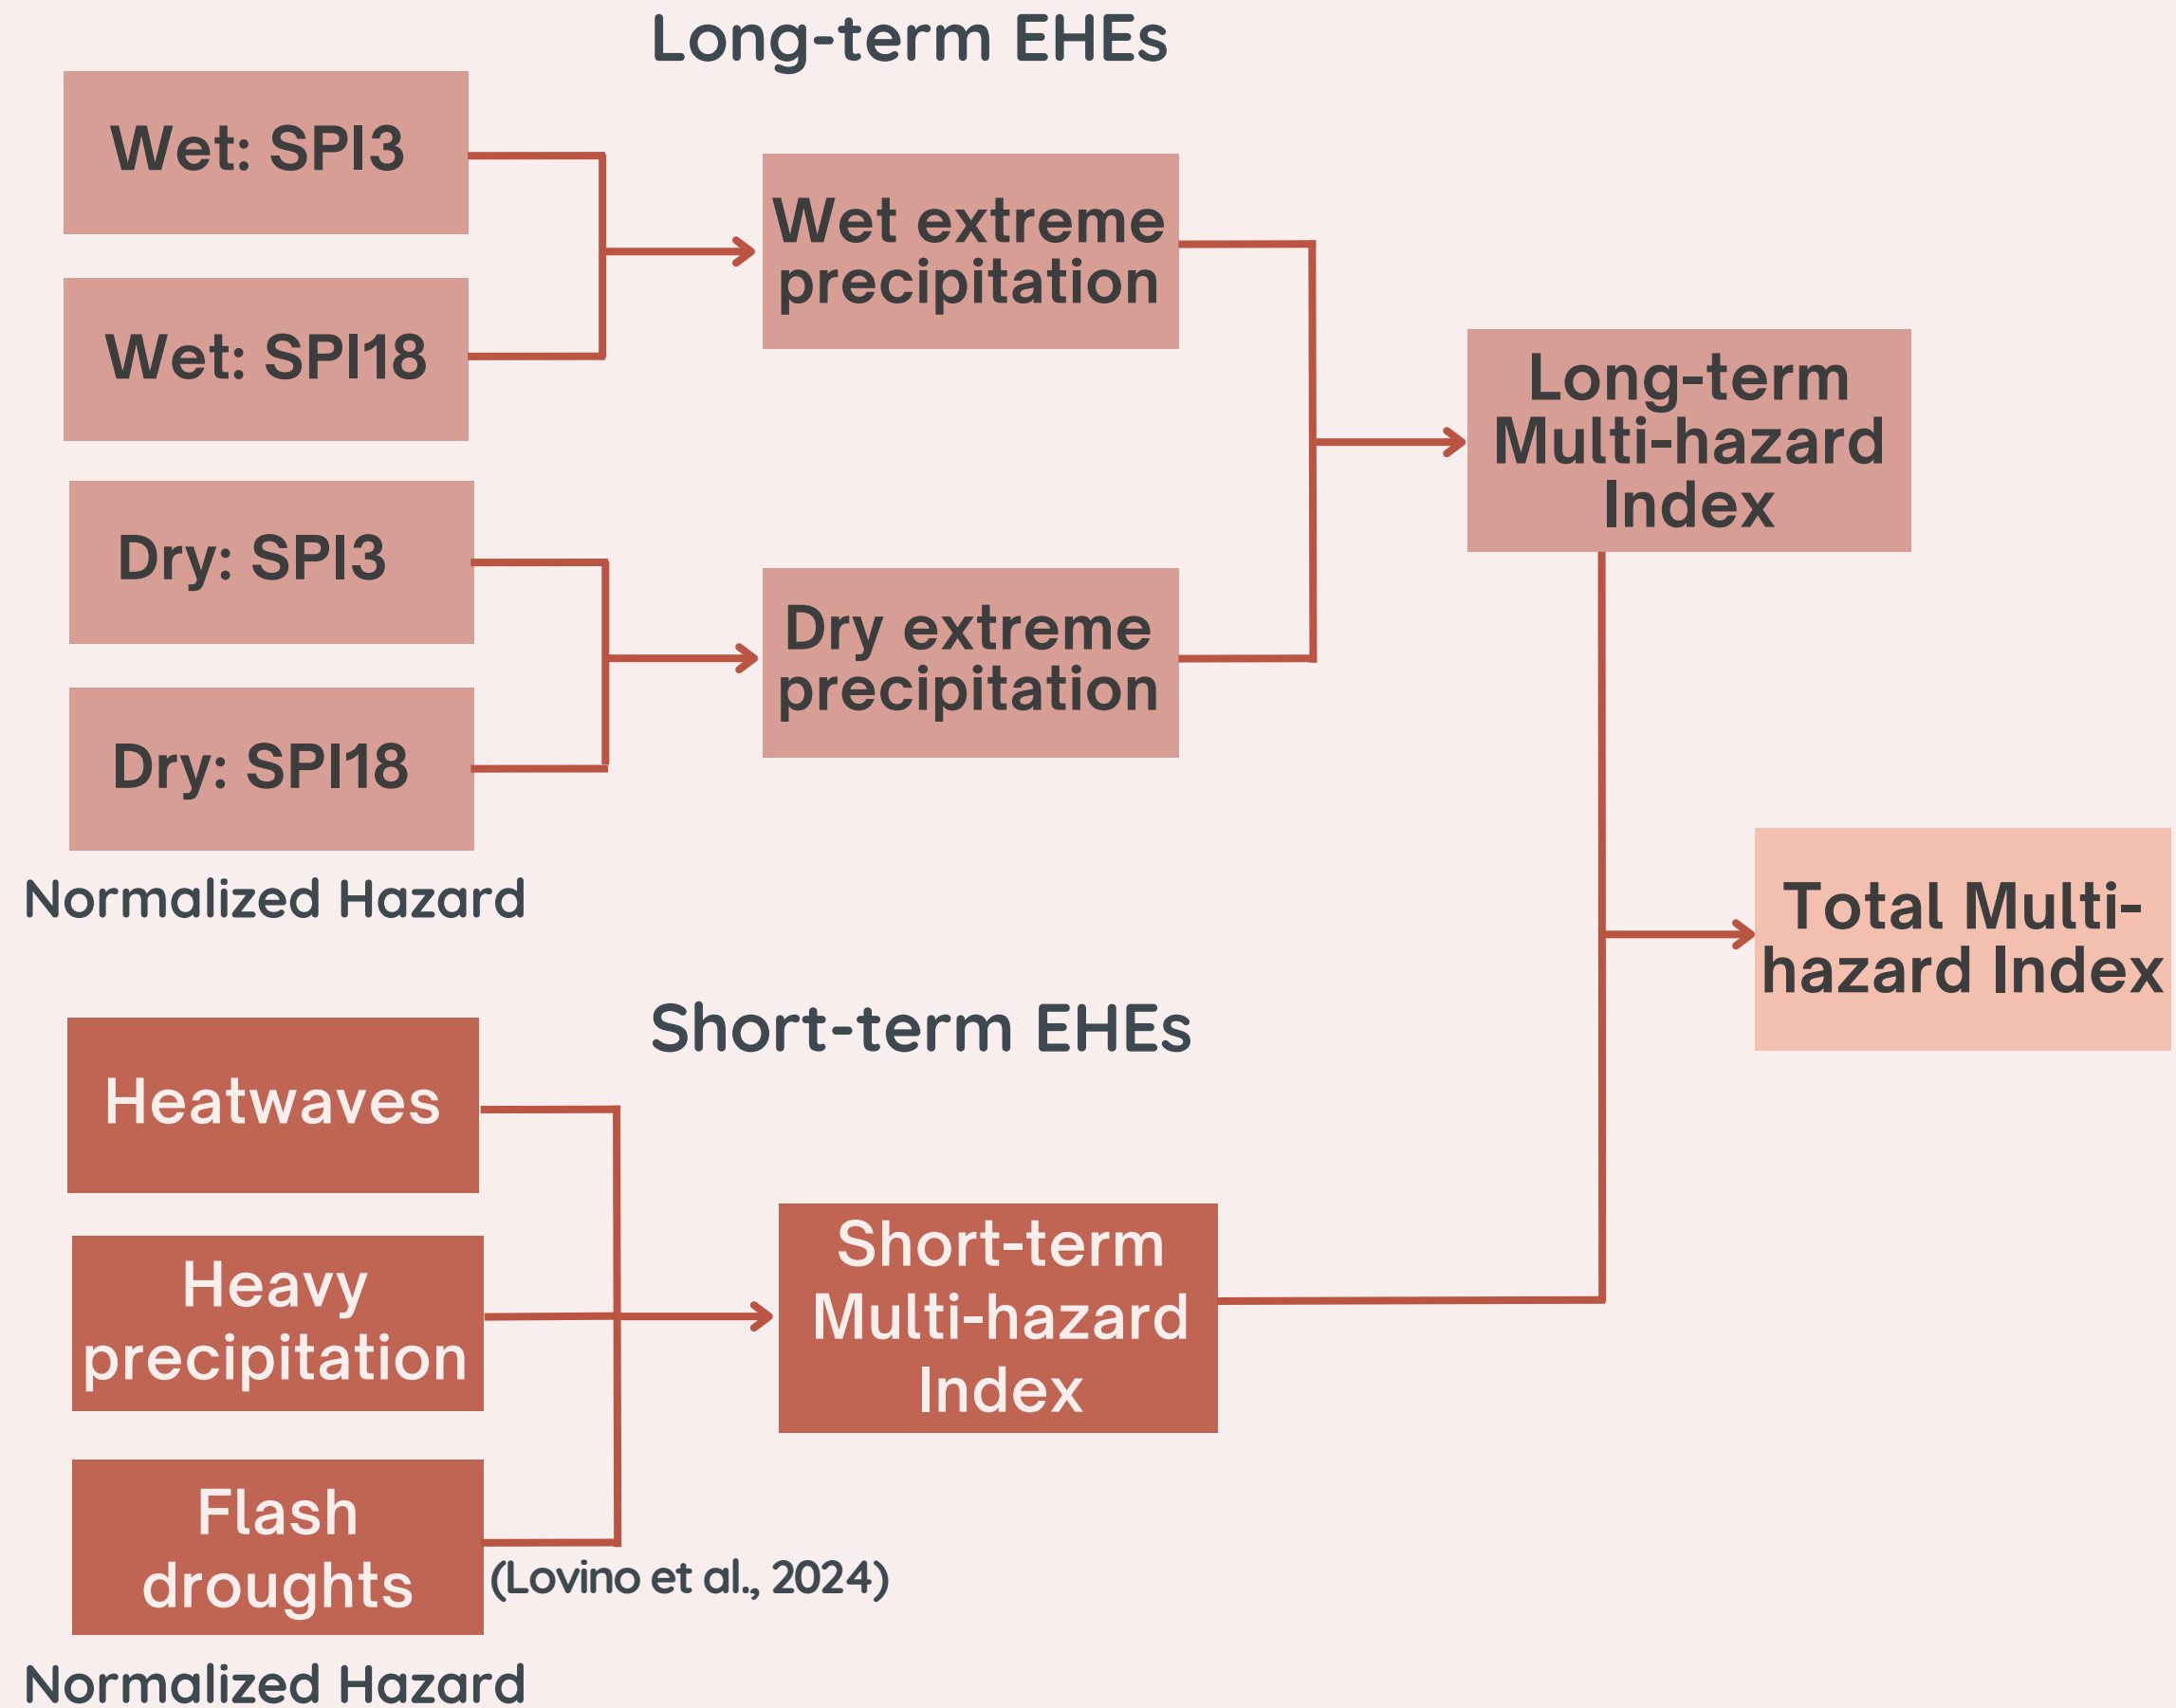 Long-term EHEs
Wet: SPI3
Wet: SPI18
Wet extreme
precipitation
Dry: SPI3
Dry: SPI18
Dry extreme
precipitation
Long-term
Multi-hazard
Index
Normalized Hazard
Total Multi-
hazard Index
Short-term EHEs
Heatwaves
Heavy
precipitation
Flash
droughts
(Lovino et al., 2024)
Short-term
Multi-hazard
Index
Normalized Hazard